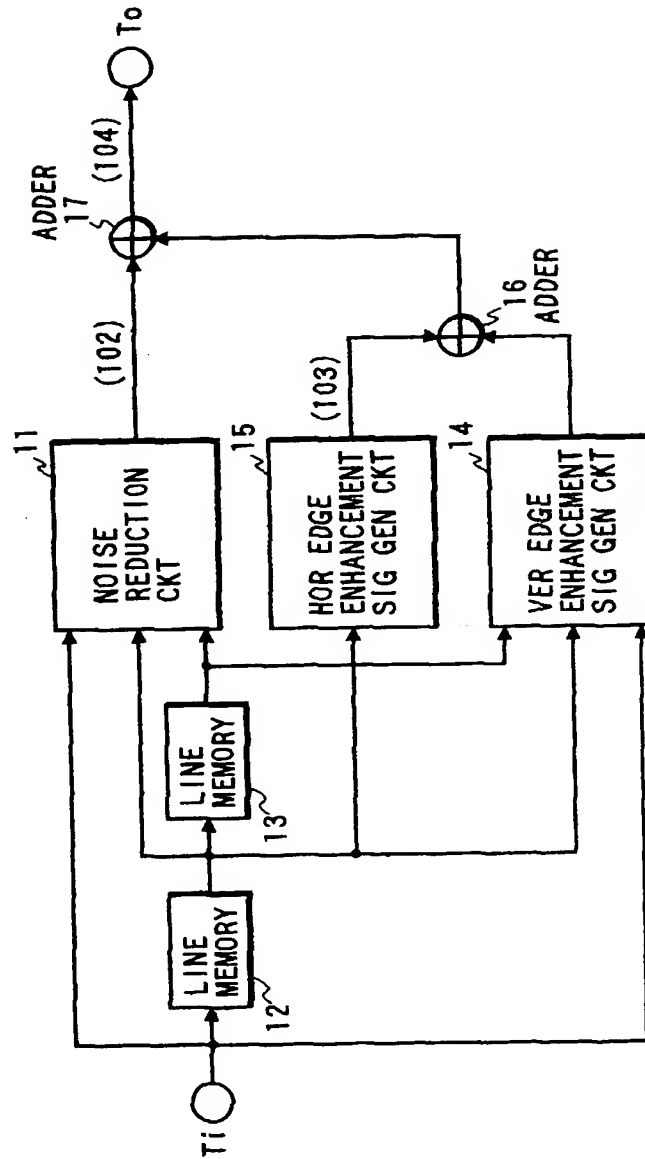 Ti
LINE
MEMORY
12
LINE
MEMORY
13
11
NOISE
REDUCTION
CKT
15
HOR EDGE
ENHANCEMENT
SIG GEN CKT
14
VER EDGE
ENHANCEMENT
SIG GEN CKT
(102)
(103)
16
ADDER
ADDER
17
(104)
To